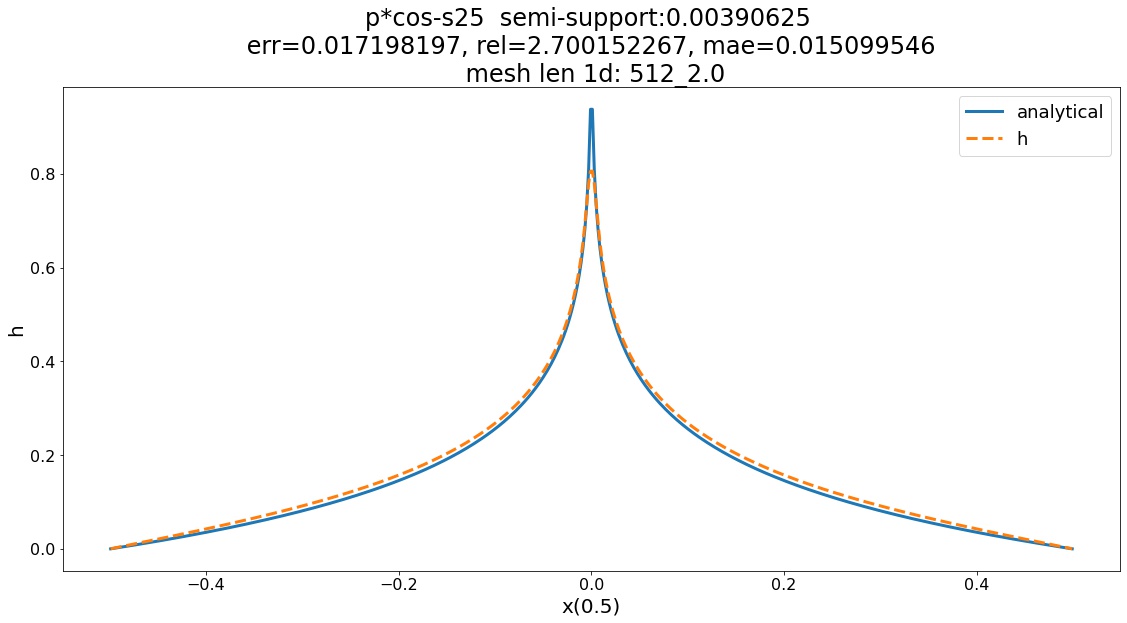 p*cos-s25 semi-support:0.00390625
err=0.017198197, rel=2.700152267, mae=0.015099546
mesh len 1d: 512_2.0
analytical
h
h
0.8
0.6
0.4
0.2
0.0
−0.4
−0.2
0.0
0.2
0.4
x(0.5)